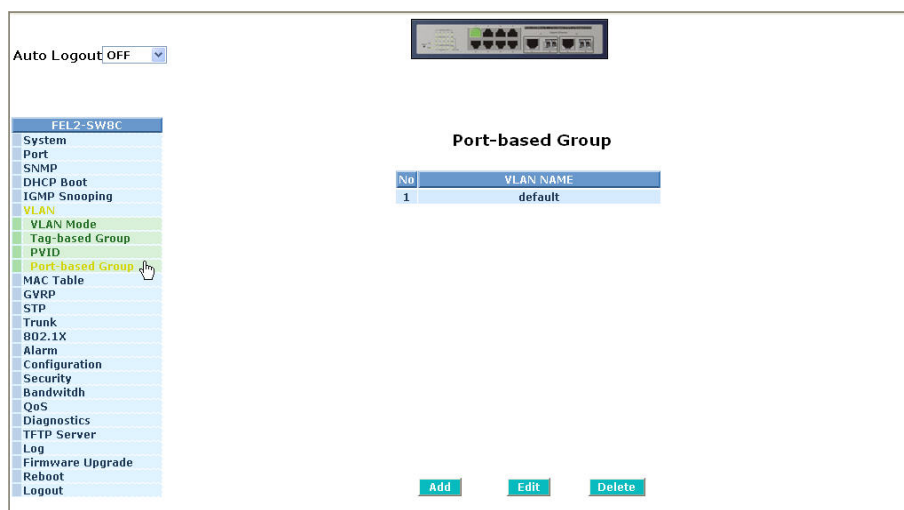 Auto Logout OFF
FEL2-SW8C
System
Port
SNMP
DHCP Boot
IGMP Snooping
VLAN
VLAN Mode
Tag-based Group
PVID
Port-based Group
MAC Table
GVRP
STP
Trunk
802.1X
Alarm
Configuration
Security
Bandwitdh
QoS
Diagnostics
TFTP Server
Log
Firmware Upgrade
Reboot
Logout
Port-based Group
No VLAN NAME
1 default
Add Edit Delete